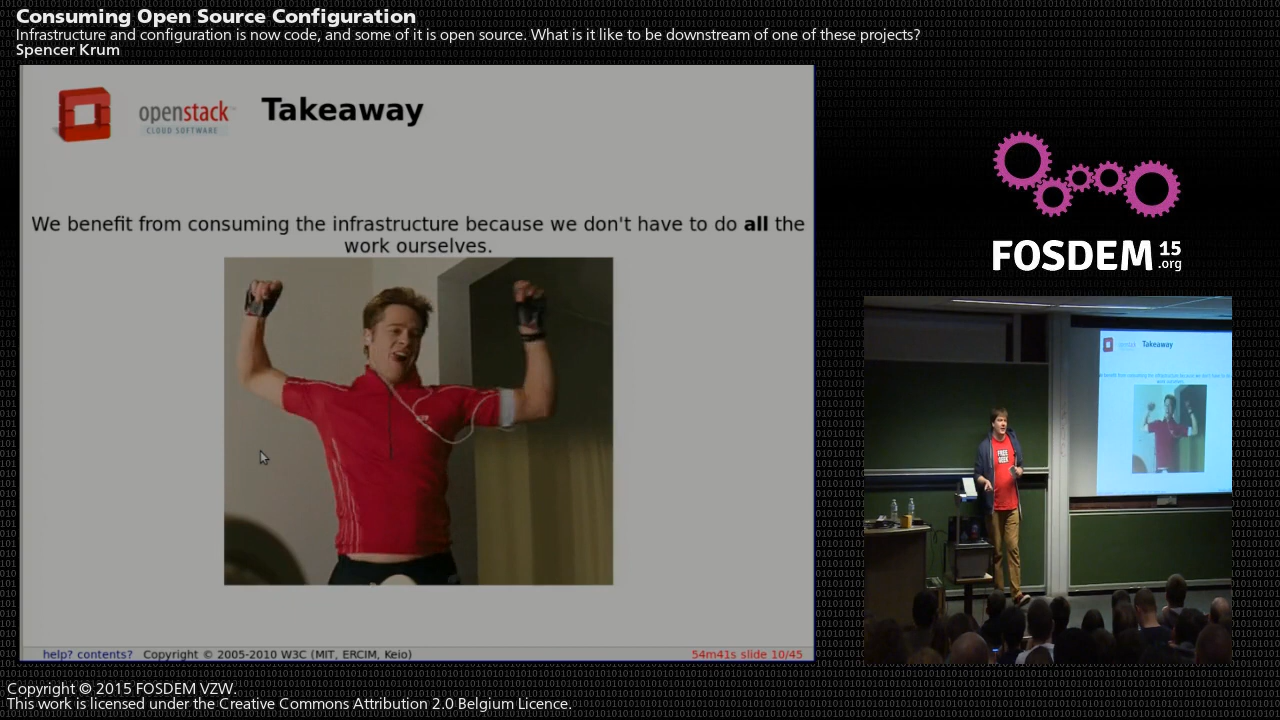 Consuming Open Source Configuration
Infrastructure and configuration is now code, and some of it is open source. What is it like to be downstream of one of these projects?
Spencer Krum
openstack
CLOUD SOFTWARE
Takeaway
We benefit from consuming the infrastructure because we don't have to do all the
work ourselves.
help? contents? Copyright © 2005-2010 W3C (MIT, ERCIM, Keio)
54m41s slide 10/45
FOSDEM 15
.org
Takeaway
FREE
GEEK
Copyright © 2015 FOSDEM VZW.
This work is licensed under the Creative Commons Attribution 2.0 Belgium Licence.